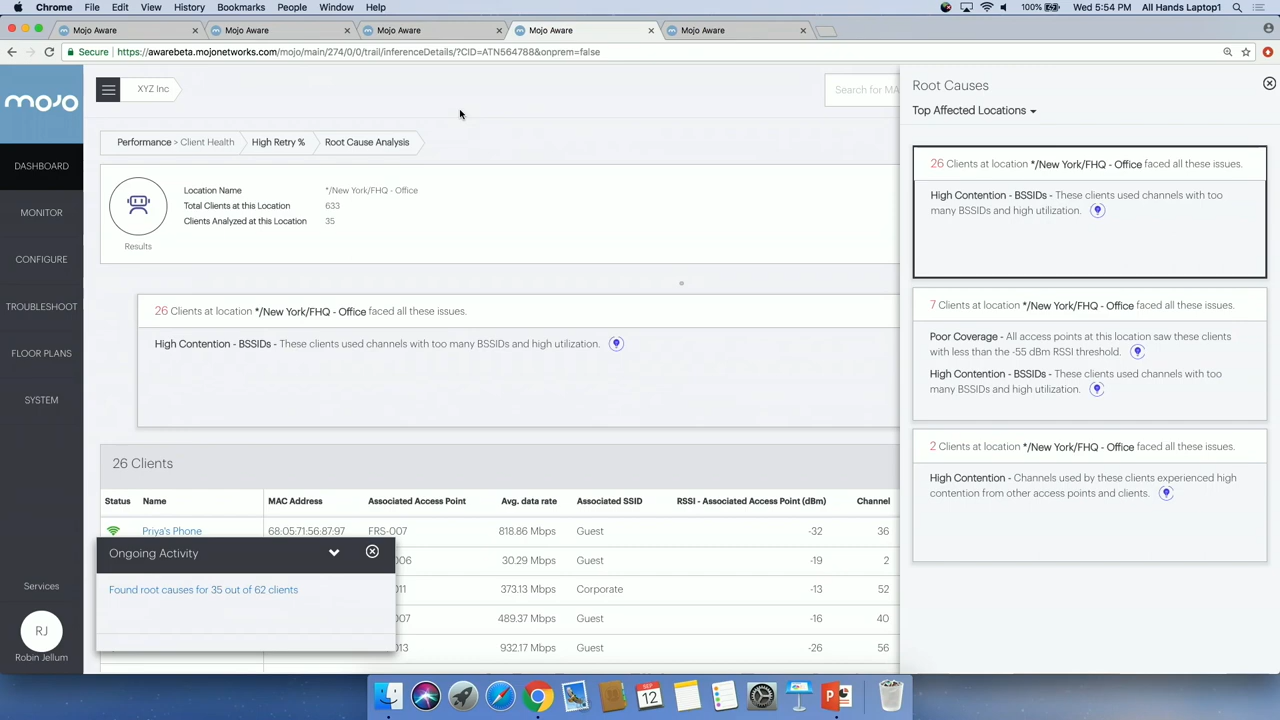 Chrome File Edit View History Bookmarks People Window Help 100% Wed 5:54 PM All Hands Laptop1
Mojo Aware Mojo Aware Mojo Aware Mojo Aware Mojo Aware
Secure https://awarebeta.mojonetworks.com/mojo/main/274/0/0/trail/inferenceDetails/?CID=ATN564788&onprem=false
mojo
DASHBOARD
MONITOR
CONFIGURE
TROUBLESHOOT
FLOOR PLANS
SYSTEM
Services
RJ
Robin Jellum
XYZ Inc
Search for MA
Performance > Client Health High Retry % Root Cause Analysis
Results
Location Name */New York/FHQ - Office
Total Clients at this Location 633
Clients Analyzed at this Location 35
26 Clients at location */New York/FHQ - Office faced all these issues.
High Contention - BSSIDs - These clients used channels with too many BSSIDs and high utilization.
26 Clients
Status Name MAC Address Associated Access Point Avg. data rate Associated SSID RSSI - Associated Access Point (dBm) Channel
Priya's Phone 68:05:71:56:87:97 FRS-007 818.86 Mbps Guest -32 36
006 30.29 Mbps Guest -19 2
011 373.13 Mbps Corporate -13 52
007 489.37 Mbps Guest -16 40
013 932.17 Mbps Guest -26 56
Ongoing Activity
Found root causes for 35 out of 62 clients
Root Causes
Top Affected Locations
26 Clients at location */New York/FHQ - Office faced all these issues.
High Contention - BSSIDs - These clients used channels with too
many BSSIDs and high utilization.
7 Clients at location */New York/FHQ - Office faced all these issues.
Poor Coverage - All access points at this location saw these clients
with less than the -55 dBm RSSI threshold.
High Contention - BSSIDs - These clients used channels with too
many BSSIDs and high utilization.
2 Clients at location */New York/FHQ - Office faced all these issues.
High Contention - Channels used by these clients experienced high
contention from other access points and clients.
SEP
12